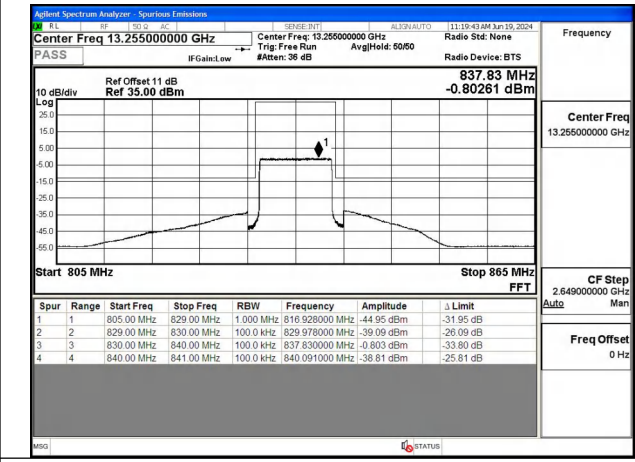 Agilent Spectrum Analyzer - Spurious Emissions
RL RF 50 Ω AC SENSE:INT ALIGN AUTO 11:19:43 AM Jun 19, 2024
Center Freq 13.255000000 GHz Center Freq: 13.255000000 GHz Radio Std: None
Trig: Free Run Avg|Hold: 50/50
PASS IFGain:Low #Atten: 36 dB Radio Device: BTS
Frequency
837.83 MHz
Ref Offset 11 dB
10 dB/div Ref 35.00 dBm -0.80261 dBm
Log
25.0
15.0
5.00
1
-5.00
-15.0
-25.0
-35.0
-45.0
-55.0
Start 805 MHz Stop 865 MHz
FFT
Center Freq
13.255000000 GHz
CF Step
2.649000000 GHz
Auto Man
Freq Offset
0 Hz
Spur Range Start Freq Stop Freq RBW Frequency Amplitude Δ Limit
1 1 805.00 MHz 829.00 MHz 1.000 MHz 816.928000 MHz -44.95 dBm -31.95 dB
2 2 829.00 MHz 830.00 MHz 100.0 kHz 829.978000 MHz -39.09 dBm -26.09 dB
3 3 830.00 MHz 840.00 MHz 100.0 kHz 837.830000 MHz -0.803 dBm -33.80 dB
4 4 840.00 MHz 841.00 MHz 100.0 kHz 840.091000 MHz -38.81 dBm -25.81 dB
MSG STATUS